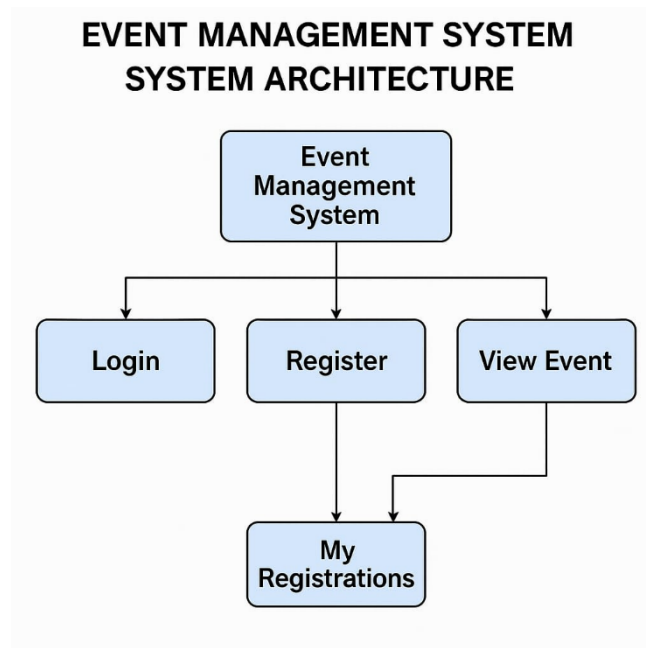 EVENT MANAGEMENT SYSTEM
SYSTEM ARCHITECTURE
Event
Management
System
Login
Register
View Event
My
Registrations